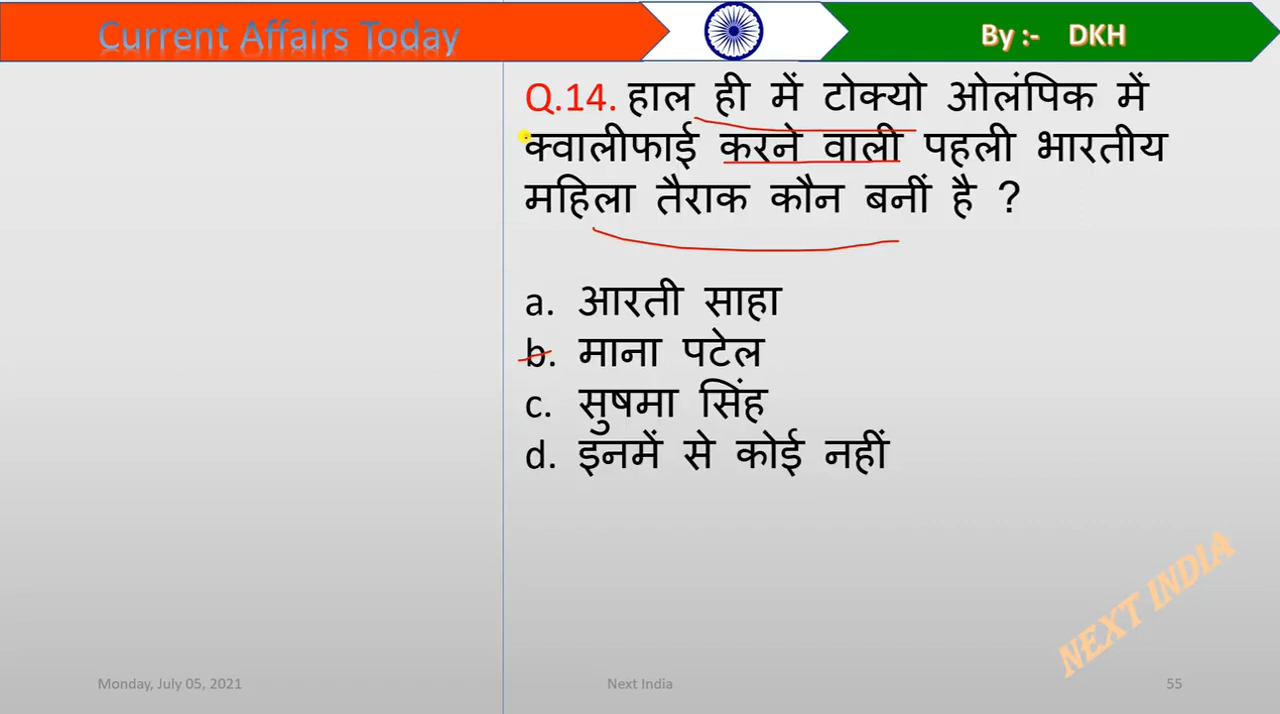 Current Affairs Today
By :- DKH
Q.14. हाल ही में टोक्यो ओलंपिक में
क्वालीफाई करने वाली पहली भारतीय
महिला तैराक कौन बनीं है ?
a. आरती साहा
b. माना पटेल
c. सुषमा सिंह
d. इनमें से कोई नहीं
NEXT INDIA
Monday, July 05, 2021
Next India
55